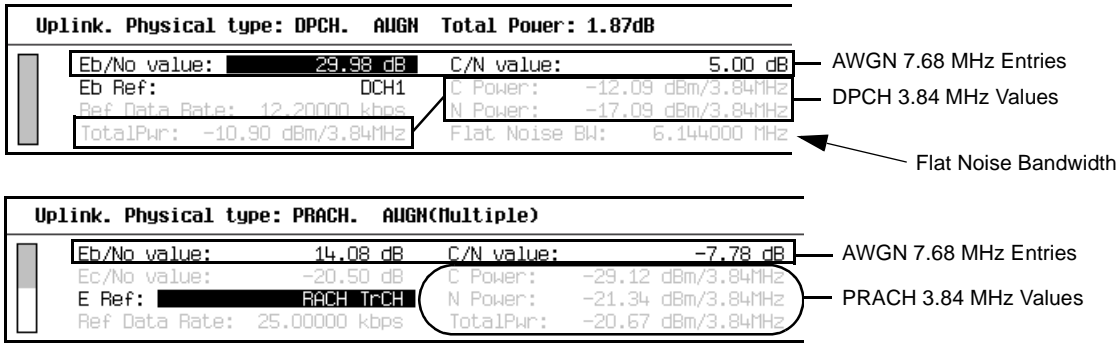 Uplink. Physical type: DPCH. AWGN Total Power: 1.87dB
Eb/No value: 29.98 dB C/N value: 5.00 dB
AWGN 7.68 MHz Entries
Eb Ref: DCH1 C Power: -12.09 dBm/3.84MHz
DPCH 3.84 MHz Values
Ref Data Rate: 12.20000 kbps N Power: -17.09 dBm/3.84MHz
TotalPwr: -10.90 dBm/3.84MHz Flat Noise BW: 6.144000 MHz
Flat Noise Bandwidth
Uplink. Physical type: PRACH. AWGN(Multiple)
Eb/No value: 14.08 dB C/N value: -7.78 dB
AWGN 7.68 MHz Entries
Ec/No value: -20.50 dB C Power: -29.12 dBm/3.84MHz
E Ref: RACH TrCH N Power: -21.34 dBm/3.84MHz
PRACH 3.84 MHz Values
Ref Data Rate: 25.00000 kbps TotalPwr: -20.67 dBm/3.84MHz